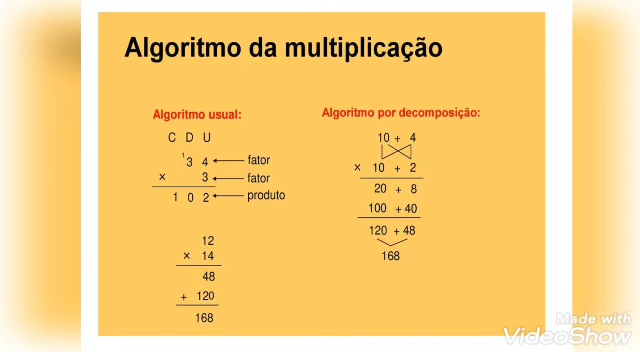 Algoritmo da multiplicação
Algoritmo usual:
C D U
1
3 4 fator
× 3 fator
1 0 2 produto
12
× 14
48
+ 120
168
Algoritmo por decomposição:
10 + 4
× 10 + 2
20 + 8
100 + 40
120 + 48
168
Made with
VideoShow